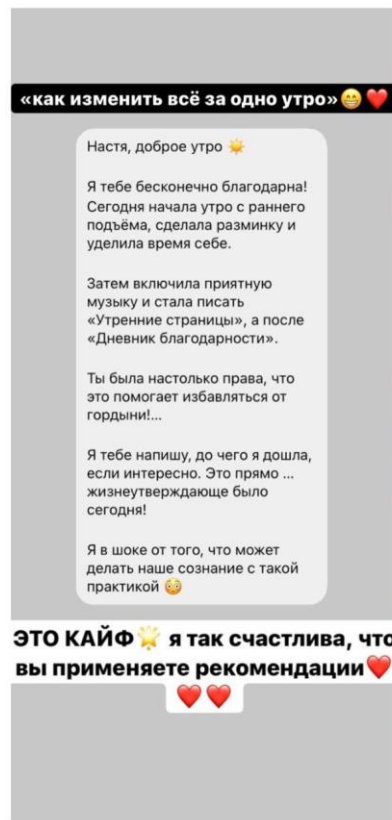 «как изменить всё за одно утро»😁❤️
Настя, доброе утро ☀️
Я тебе бесконечно благодарна!
Сегодня начала утро с раннего
подъёма, сделала разминку и
уделила время себе.
Затем включила приятную
музыку и стала писать
«Утренние страницы», а после
«Дневник благодарности».
Ты была настолько права, что
это помогает избавляться от
гордыни!...
Я тебе напишу, до чего я дошла,
если интересно. Это прямо ...
жизнеутверждающе было
сегодня!
Я в шоке от того, что может
делать наше сознание с такой
практикой 😳
ЭТО КАЙФ🌟 я так счастлива, что
вы применяете рекомендации❤️
❤️❤️